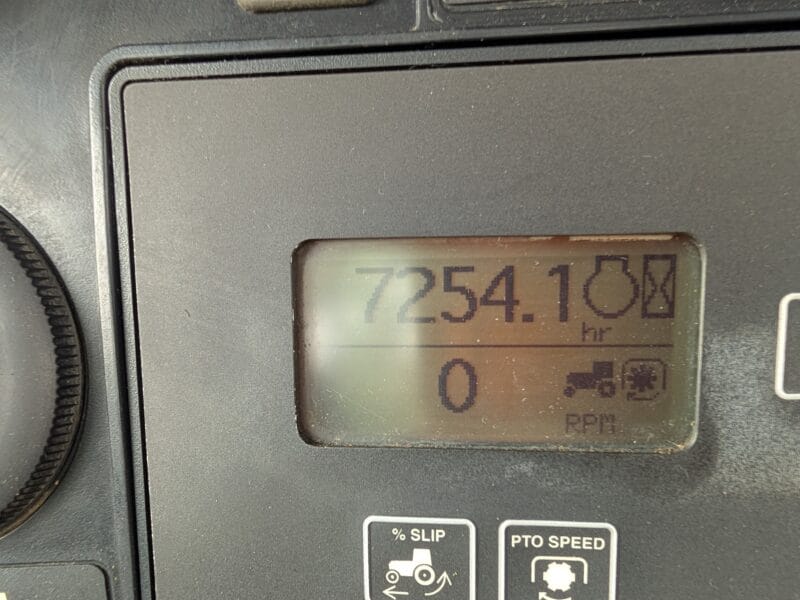 7254.1
hr
0
RPM
% SLIP
PTO SPEED